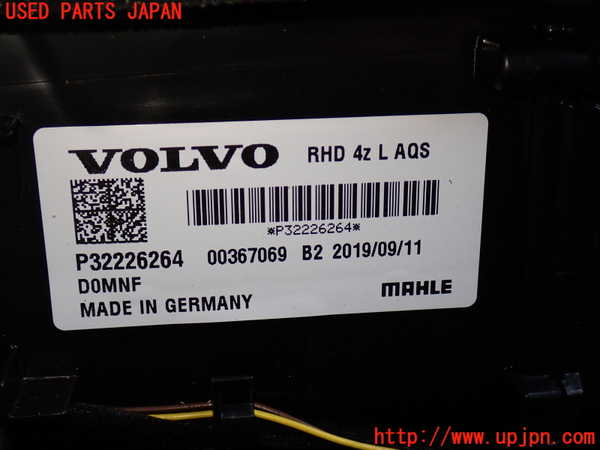 USED PARTS JAPAN
VOLVO RHD 4z L AQS
*P32226264*
P32226264 00367069 B2 2019/09/11
D0MNF
MADE IN GERMANY MAHLE
http://www.upjpn.com/